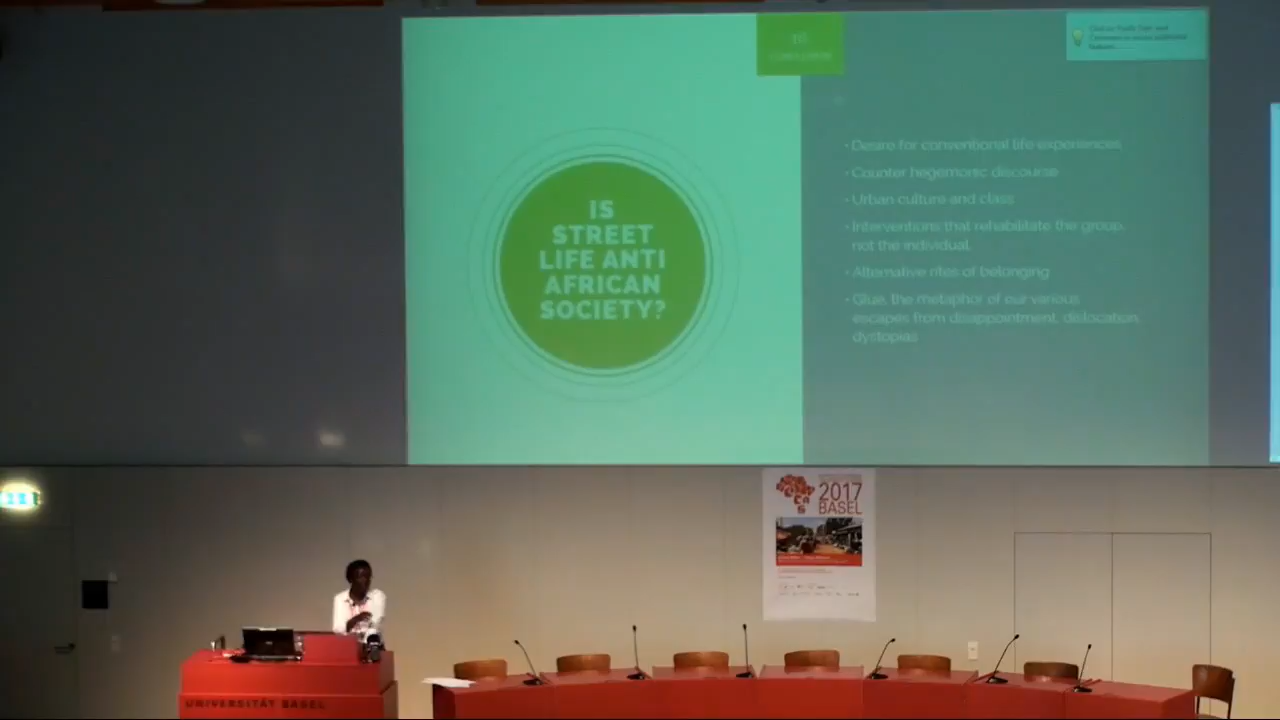 IS
STREET
LIFE ANTI
AFRICAN
SOCIETY?
• Desire for conventional life experiences
• Counter hegemonic discourse
• Urban culture and class
• Interventions that rehabilitate the group,
not the individual.
• Alternative rites of belonging
• Glue, the metaphor of our various
escapes from disappointment, dislocation,
dystopias
2017
BASEL
UNIVERSITÄT BASEL